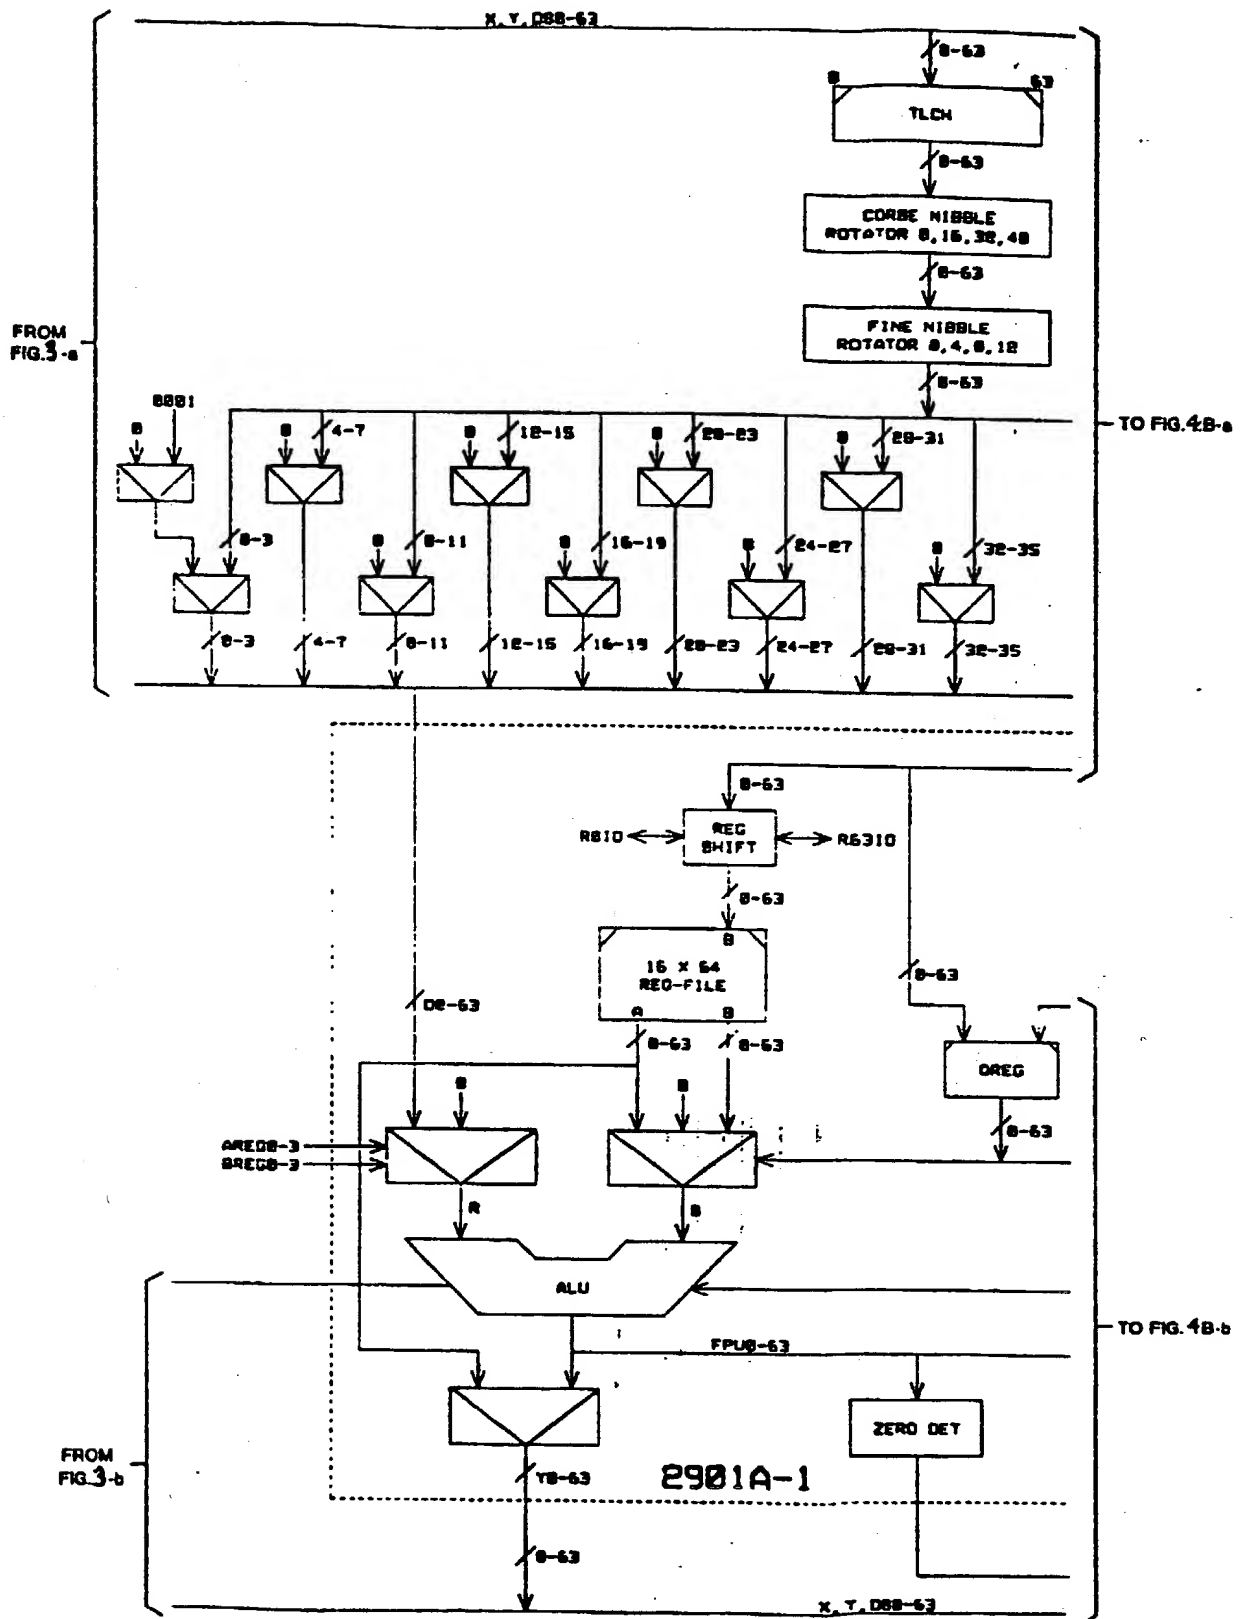 X, Y, DS0-63
0-63
0
63
TLCH
0-63
CORSE NIBBLE
ROTATOR 0,16,32,48
0-63
FROM
FIG.3-a
FINE NIBBLE
ROTATOR 0,4,8,12
0-63
0001
0
0
4-7
0
12-15
0
20-23
0
28-31
TO FIG.4B-a
0-3
0
8-11
0
16-19
0
24-27
0
32-35
0-3
4-7
8-11
12-15
16-19
20-23
24-27
28-31
32-35
0-63
R0IO
REG
SHIFT
R63IO
0-63
B
16 X 64
REG-FILE
A
B
D0-63
0-63
0-63
0-63
QREG
0-63
0
0
AREG0-3
BREG0-3
R
S
ALU
TO FIG.4B-b
FPU0-63
ZERO DET
FROM
FIG.3-b
Y0-63
2901A-1
0-63
X, Y, DS0-63